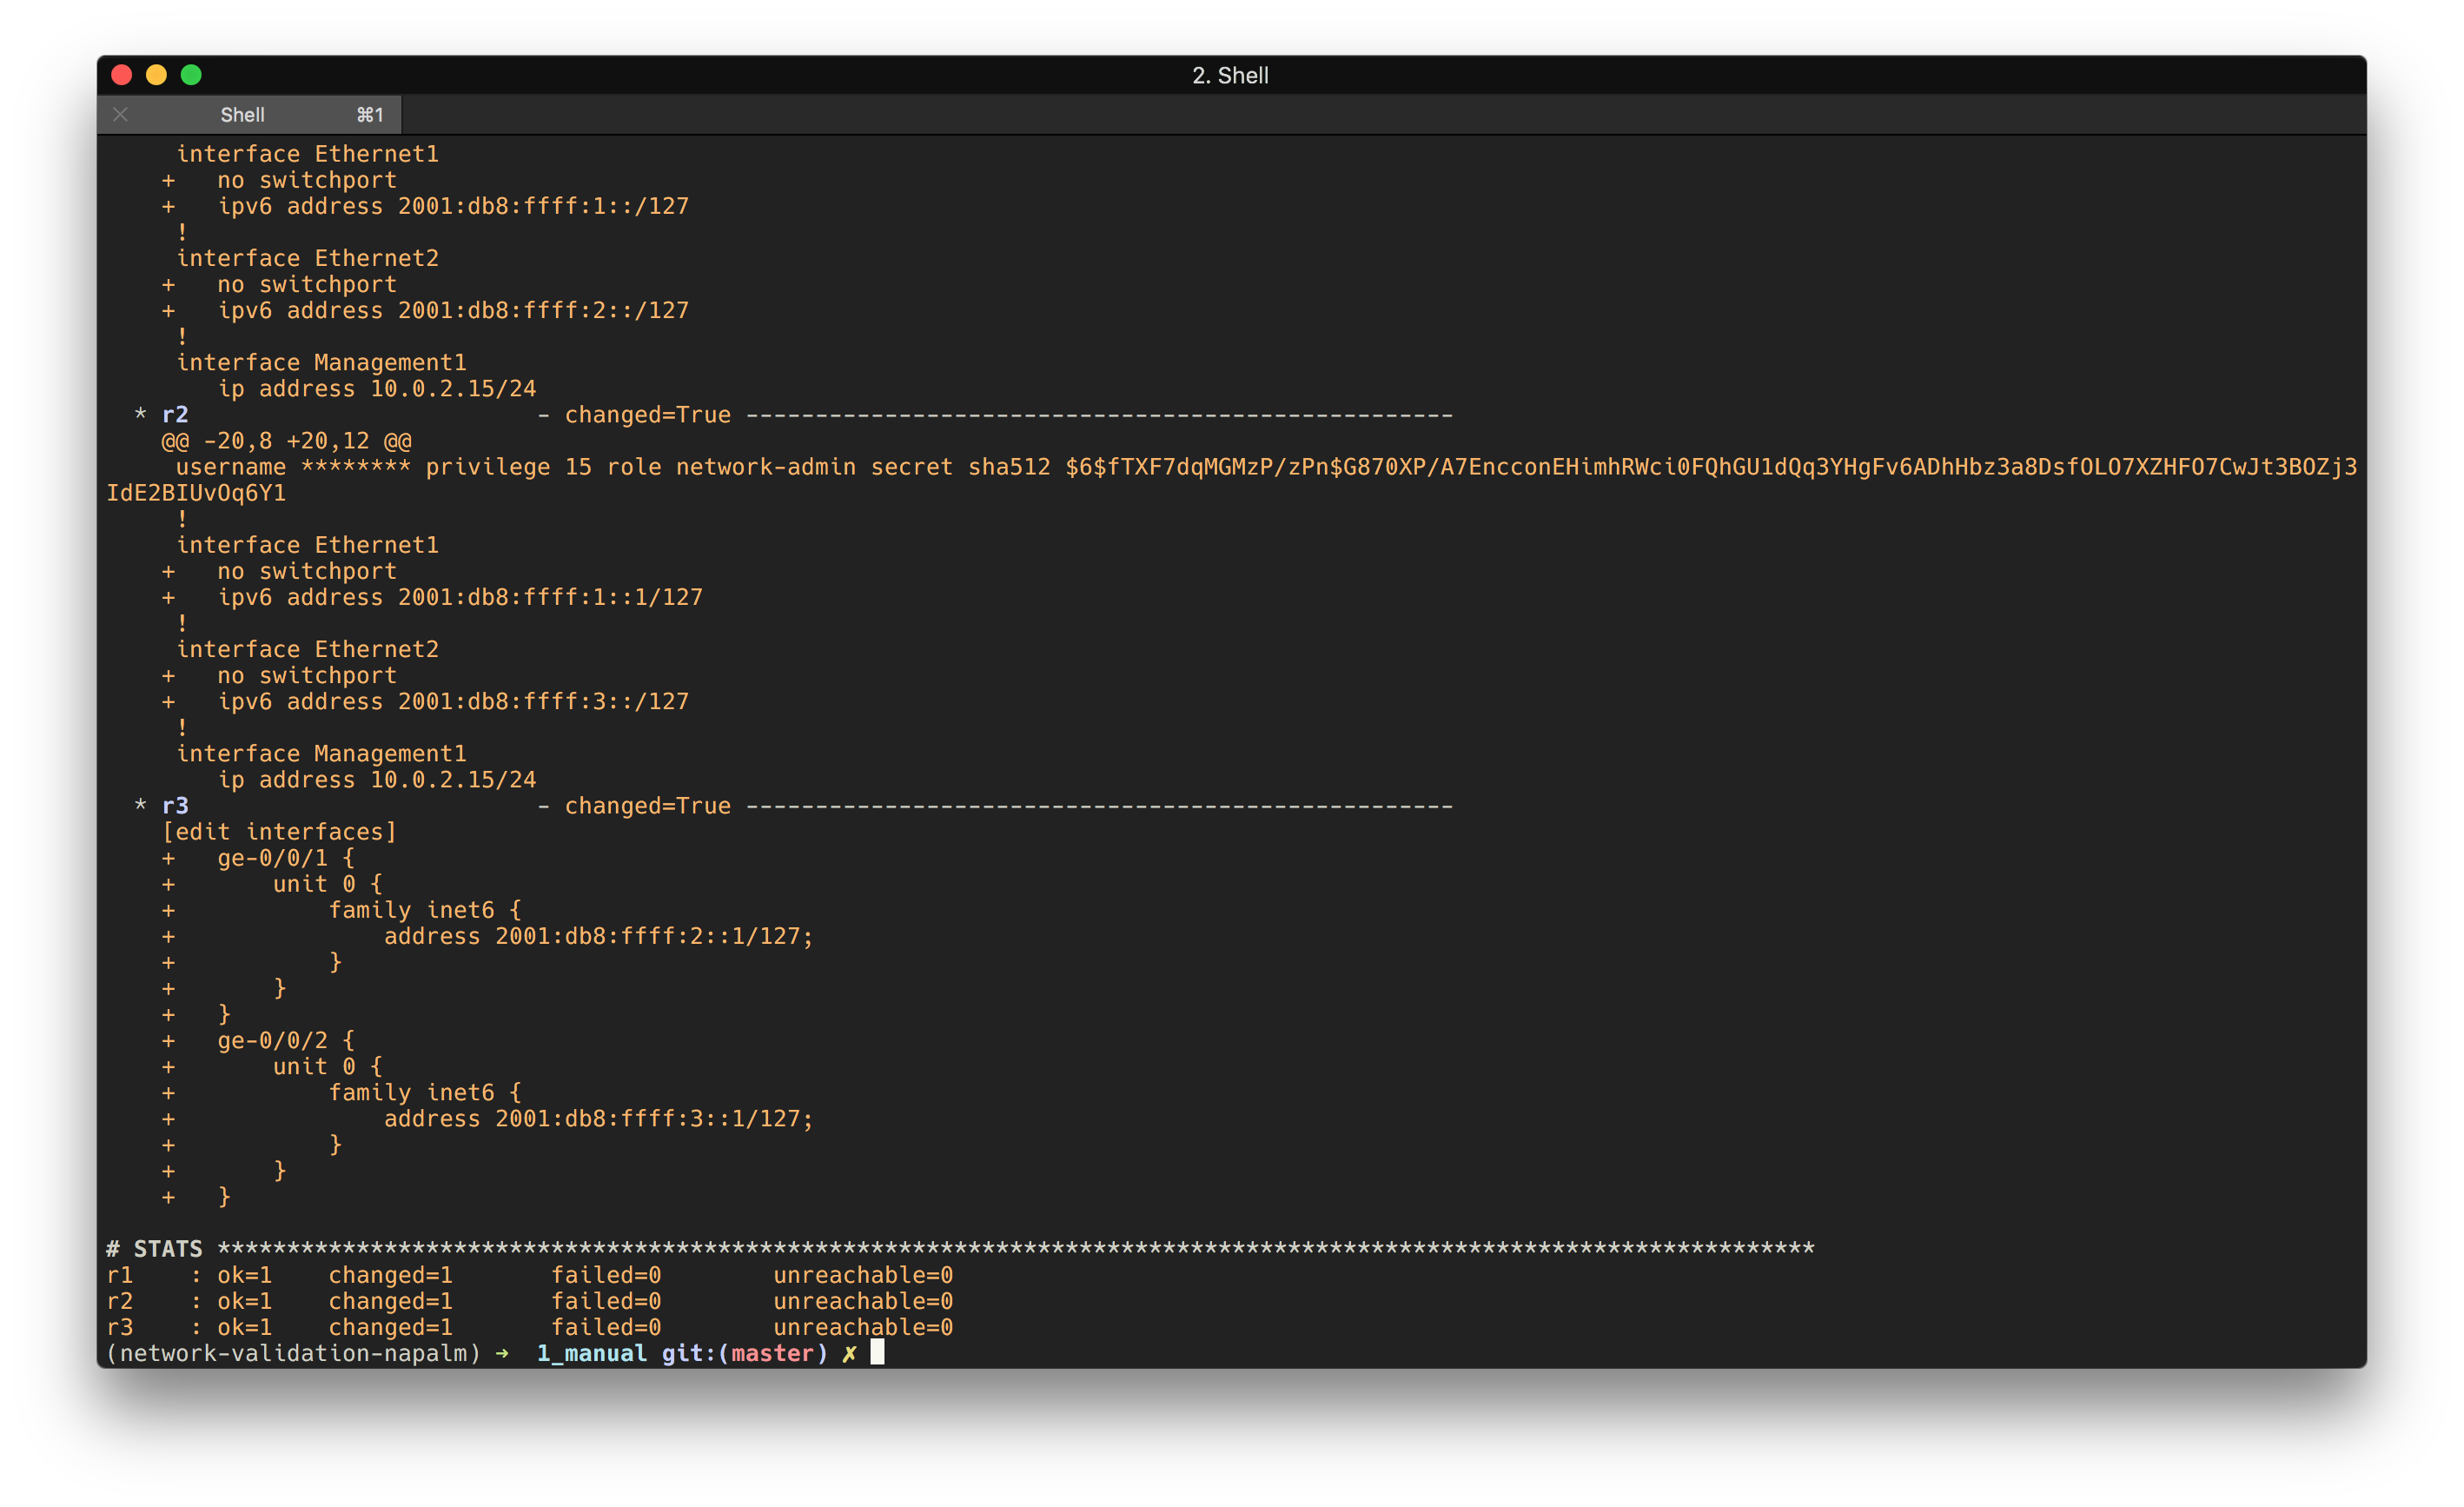 2. Shell
Shell ⌘1
interface Ethernet1
+ no switchport
+ ipv6 address 2001:db8:ffff:1::/127
!
interface Ethernet2
+ no switchport
+ ipv6 address 2001:db8:ffff:2::/127
!
interface Management1
ip address 10.0.2.15/24
* r2 - changed=True ---------------------------------------------------
@@ -20,8 +20,12 @@
username ******** privilege 15 role network-admin secret sha512 $6$fTXF7dqMGMzP/zPn$G870XP/A7EncconEHimhRWci0FQhGU1dQq3YHgFv6ADhHbz3a8DsfOLO7XZHFO7CwJt3BOZj3
IdE2BIUvOq6Y1
!
interface Ethernet1
+ no switchport
+ ipv6 address 2001:db8:ffff:1::1/127
!
interface Ethernet2
+ no switchport
+ ipv6 address 2001:db8:ffff:3::/127
!
interface Management1
ip address 10.0.2.15/24
* r3 - changed=True ---------------------------------------------------
[edit interfaces]
+ ge-0/0/1 {
+ unit 0 {
+ family inet6 {
+ address 2001:db8:ffff:2::1/127;
+ }
+ }
+ }
+ ge-0/0/2 {
+ unit 0 {
+ family inet6 {
+ address 2001:db8:ffff:3::1/127;
+ }
+ }
+ }
# STATS *******************************************************************************************************************
r1 : ok=1 changed=1 failed=0 unreachable=0
r2 : ok=1 changed=1 failed=0 unreachable=0
r3 : ok=1 changed=1 failed=0 unreachable=0
(network-validation-napalm) ➜ 1_manual git:(master) ✗